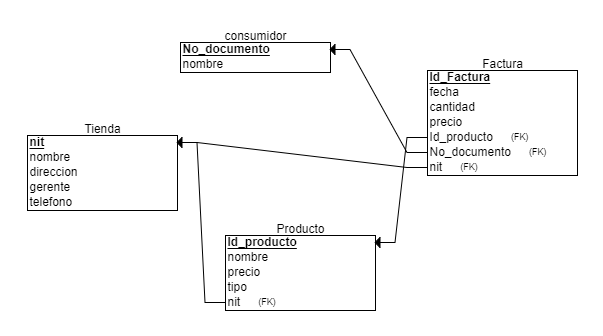 consumidor
No_documento
nombre
Factura
Id_Factura
fecha
cantidad
precio
Id_producto (FK)
No_documento (FK)
nit (FK)
Tienda
nit
nombre
direccion
gerente
telefono
Producto
Id_producto
nombre
precio
tipo
nit (FK)